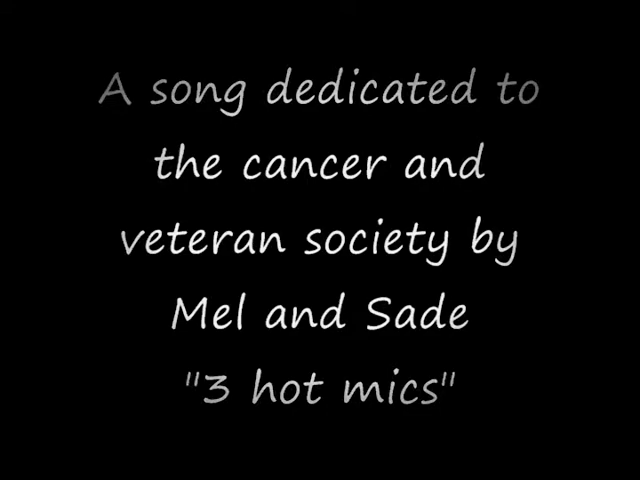 A song dedicated to
the cancer and
veteran society by
Mel and Sade
"3 hot mics"